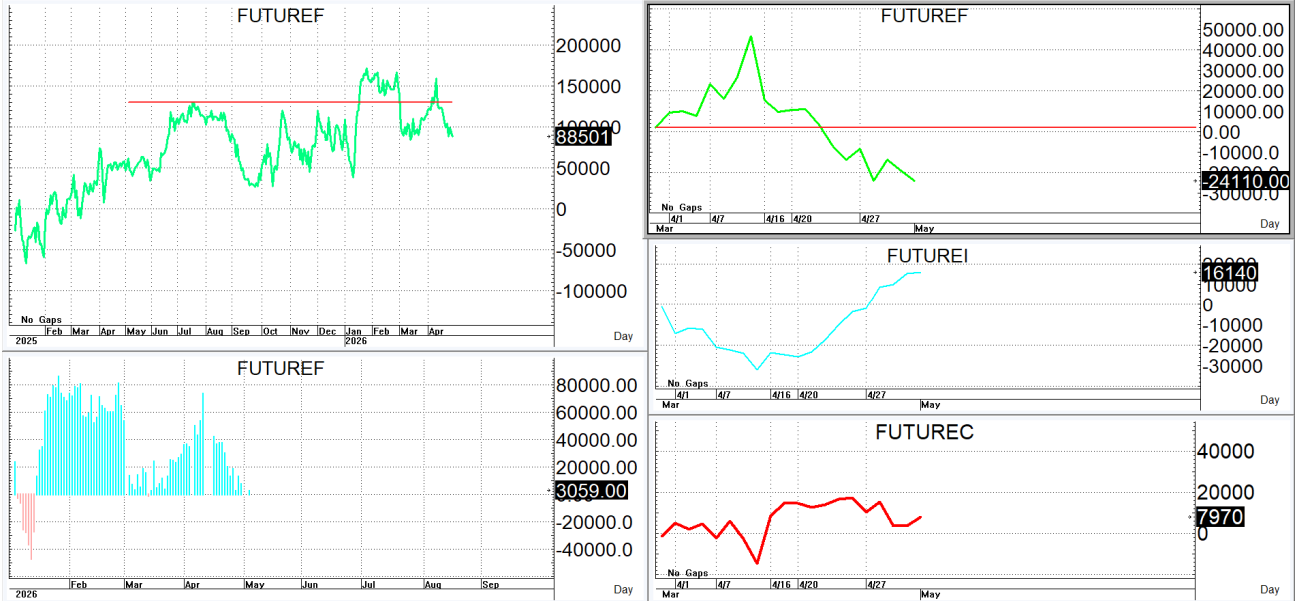 FUTUREF
200000
150000
100000
88501
50000
0
-50000
-100000
No Gaps
Feb Mar Apr May Jun Jul Aug Sep Oct Nov Dec Jan Feb Mar Apr
2025 2026
Day
FUTUREF
80000.00
60000.00
40000.00
20000.00
3059.00
-20000.0
-40000.0
Feb Mar Apr May Jun Jul Aug Sep
2026
Day
FUTUREF
50000.00
40000.00
30000.00
20000.00
10000.00
0.00
-10000.0
-24110.00
-30000.0
No Gaps
4/1 4/7 4/16 4/20 4/27
Mar May
Day
FUTUREI
20000
16140
10000
0
-10000
-20000
-30000
No Gaps
4/1 4/7 4/16 4/20 4/27
Mar May
Day
FUTUREC
40000
20000
7970
0
No Gaps
4/1 4/7 4/16 4/20 4/27
Mar May
Day